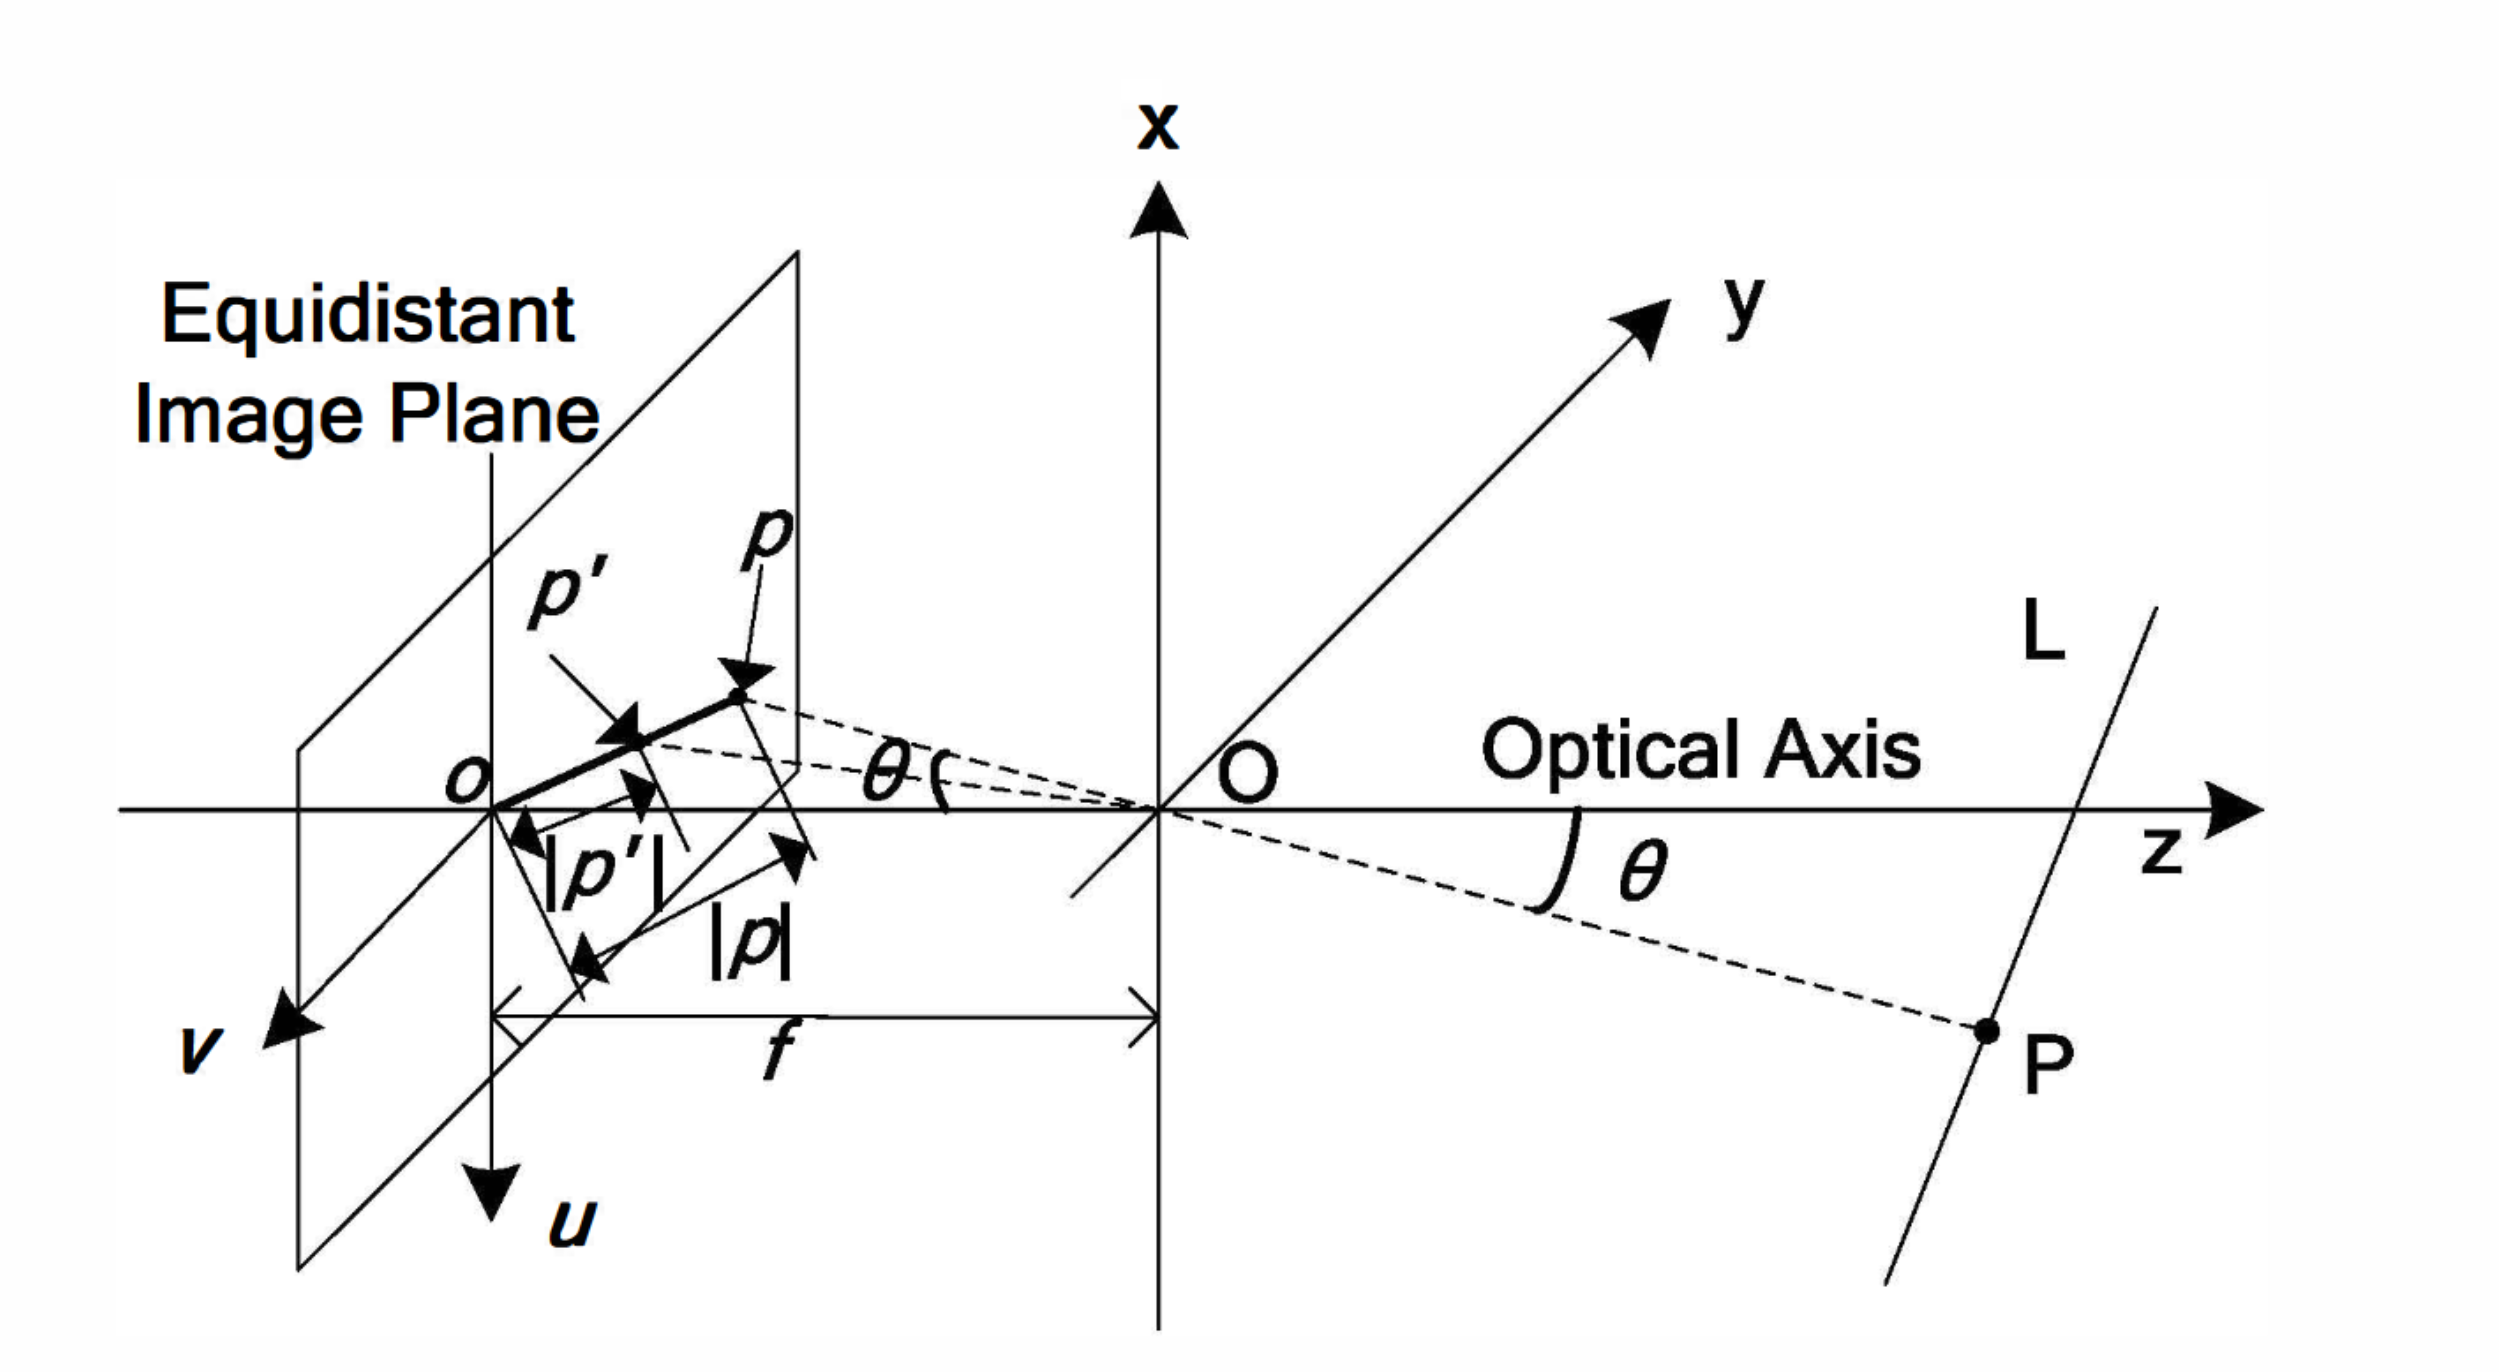 x
y
Equidistant
Image Plane
p
p'
L
o
θ
O
Optical Axis
z
|p'|
θ
|p|
v
f
P
u